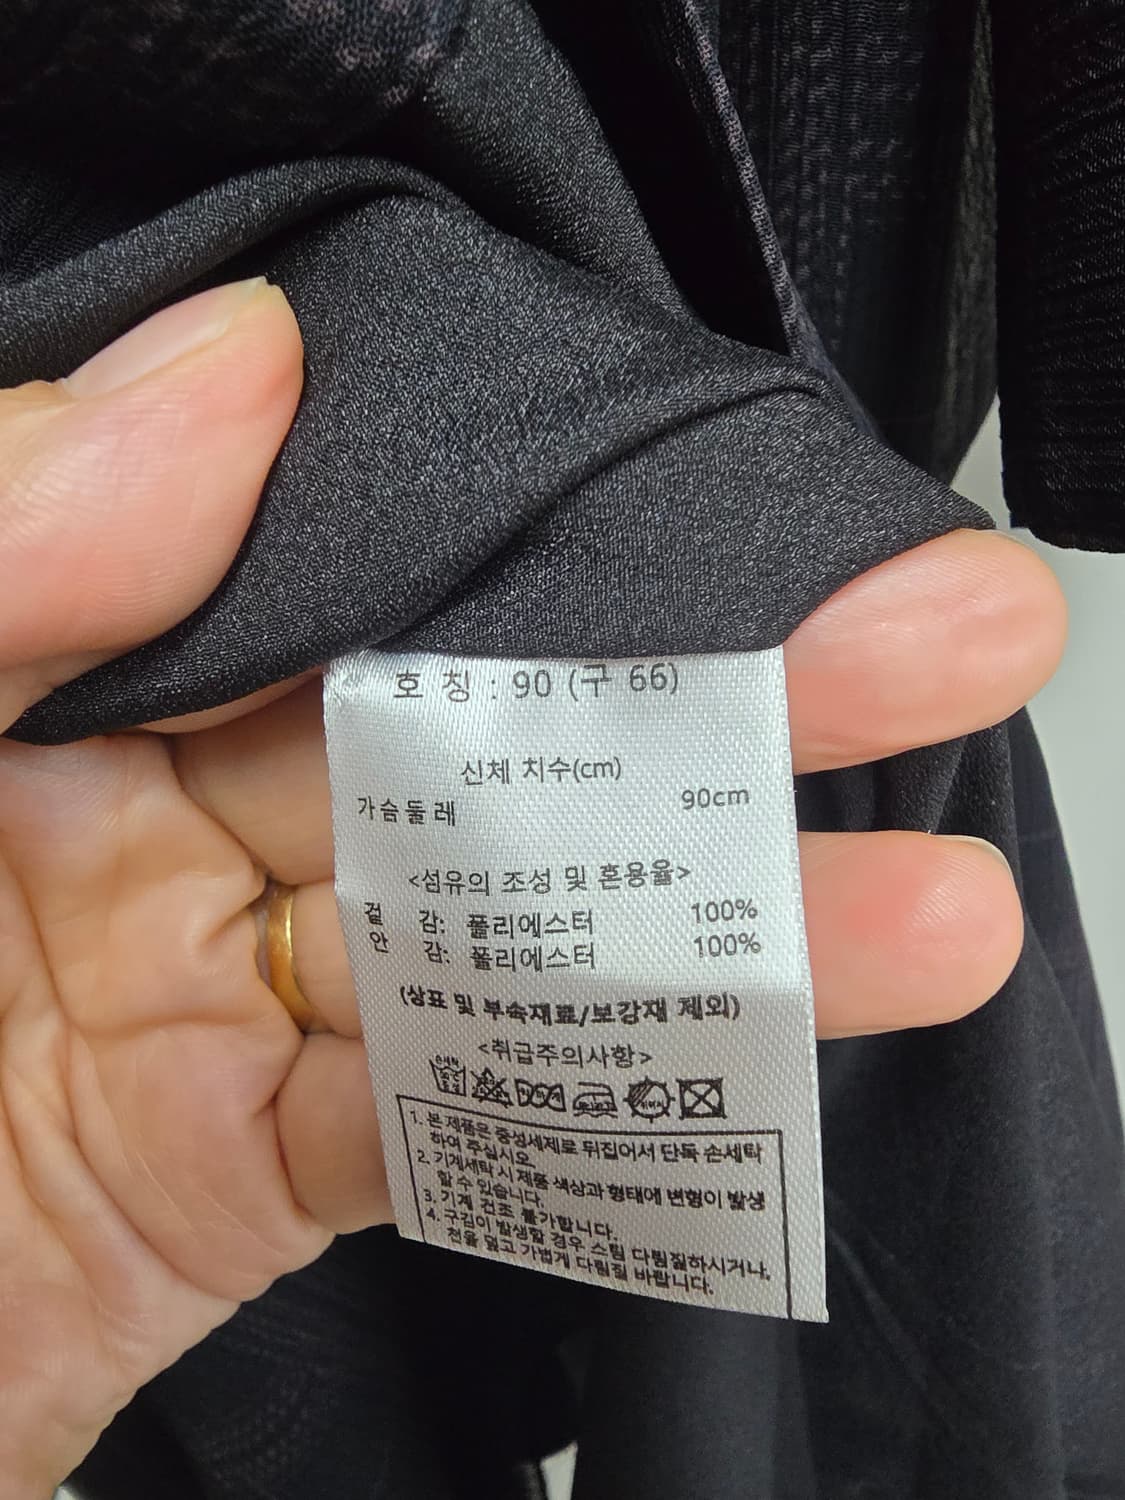 호 칭 : 90 (구 66)
신체 치수(cm)
가슴둘레 90cm
<섬유의 조성 및 혼용율>
겉 감: 폴리에스터 100%
안 감: 폴리에스터 100%
(상표 및 부속재료/보강재 제외)
<취급주의사항>
1. 본 제품은 중성세제로 뒤집어서 단독 손세탁
하여 주십시오.
2. 기계세탁 시 제품 색상과 형태에 변형이 발생
할 수 있습니다.
3. 기계 건조 불가합니다.
4. 구김이 발생할 경우 스팀 다림질하시거나,
천을 덮고 가볍게 다림질 바랍니다.